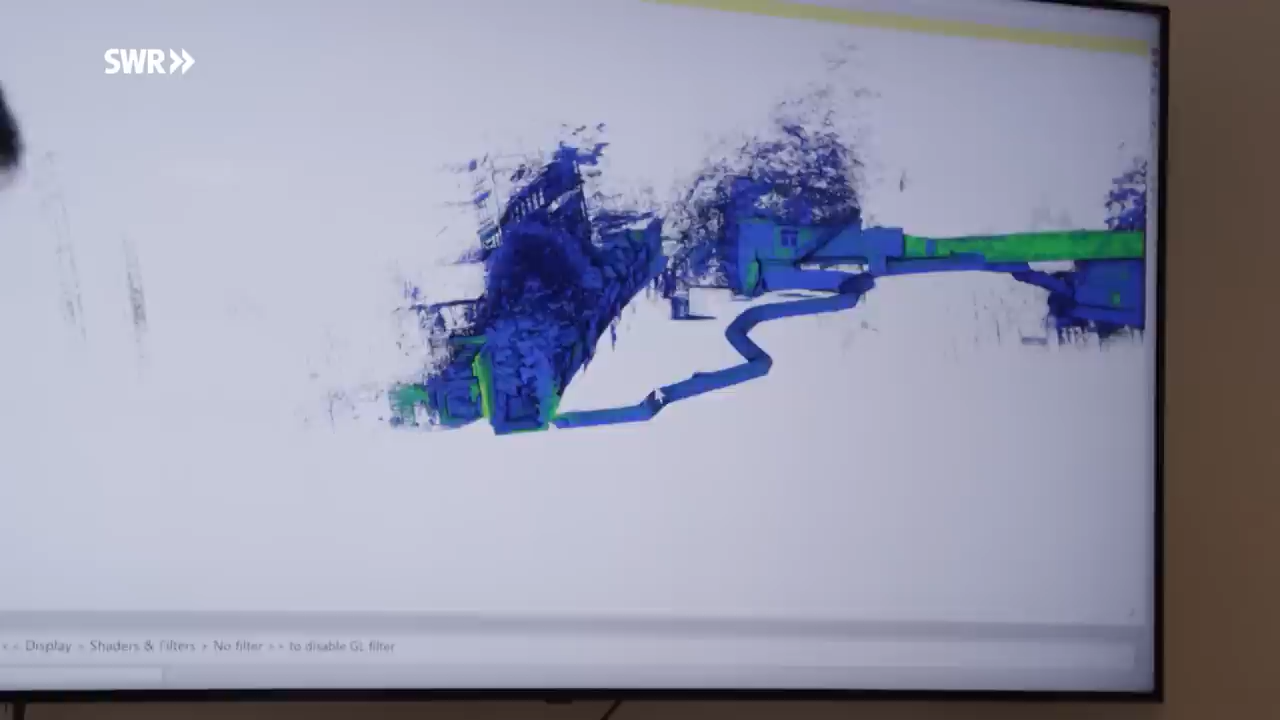 SWR»
<< Display > Shaders & Filters > No filter >> to disable GL filter